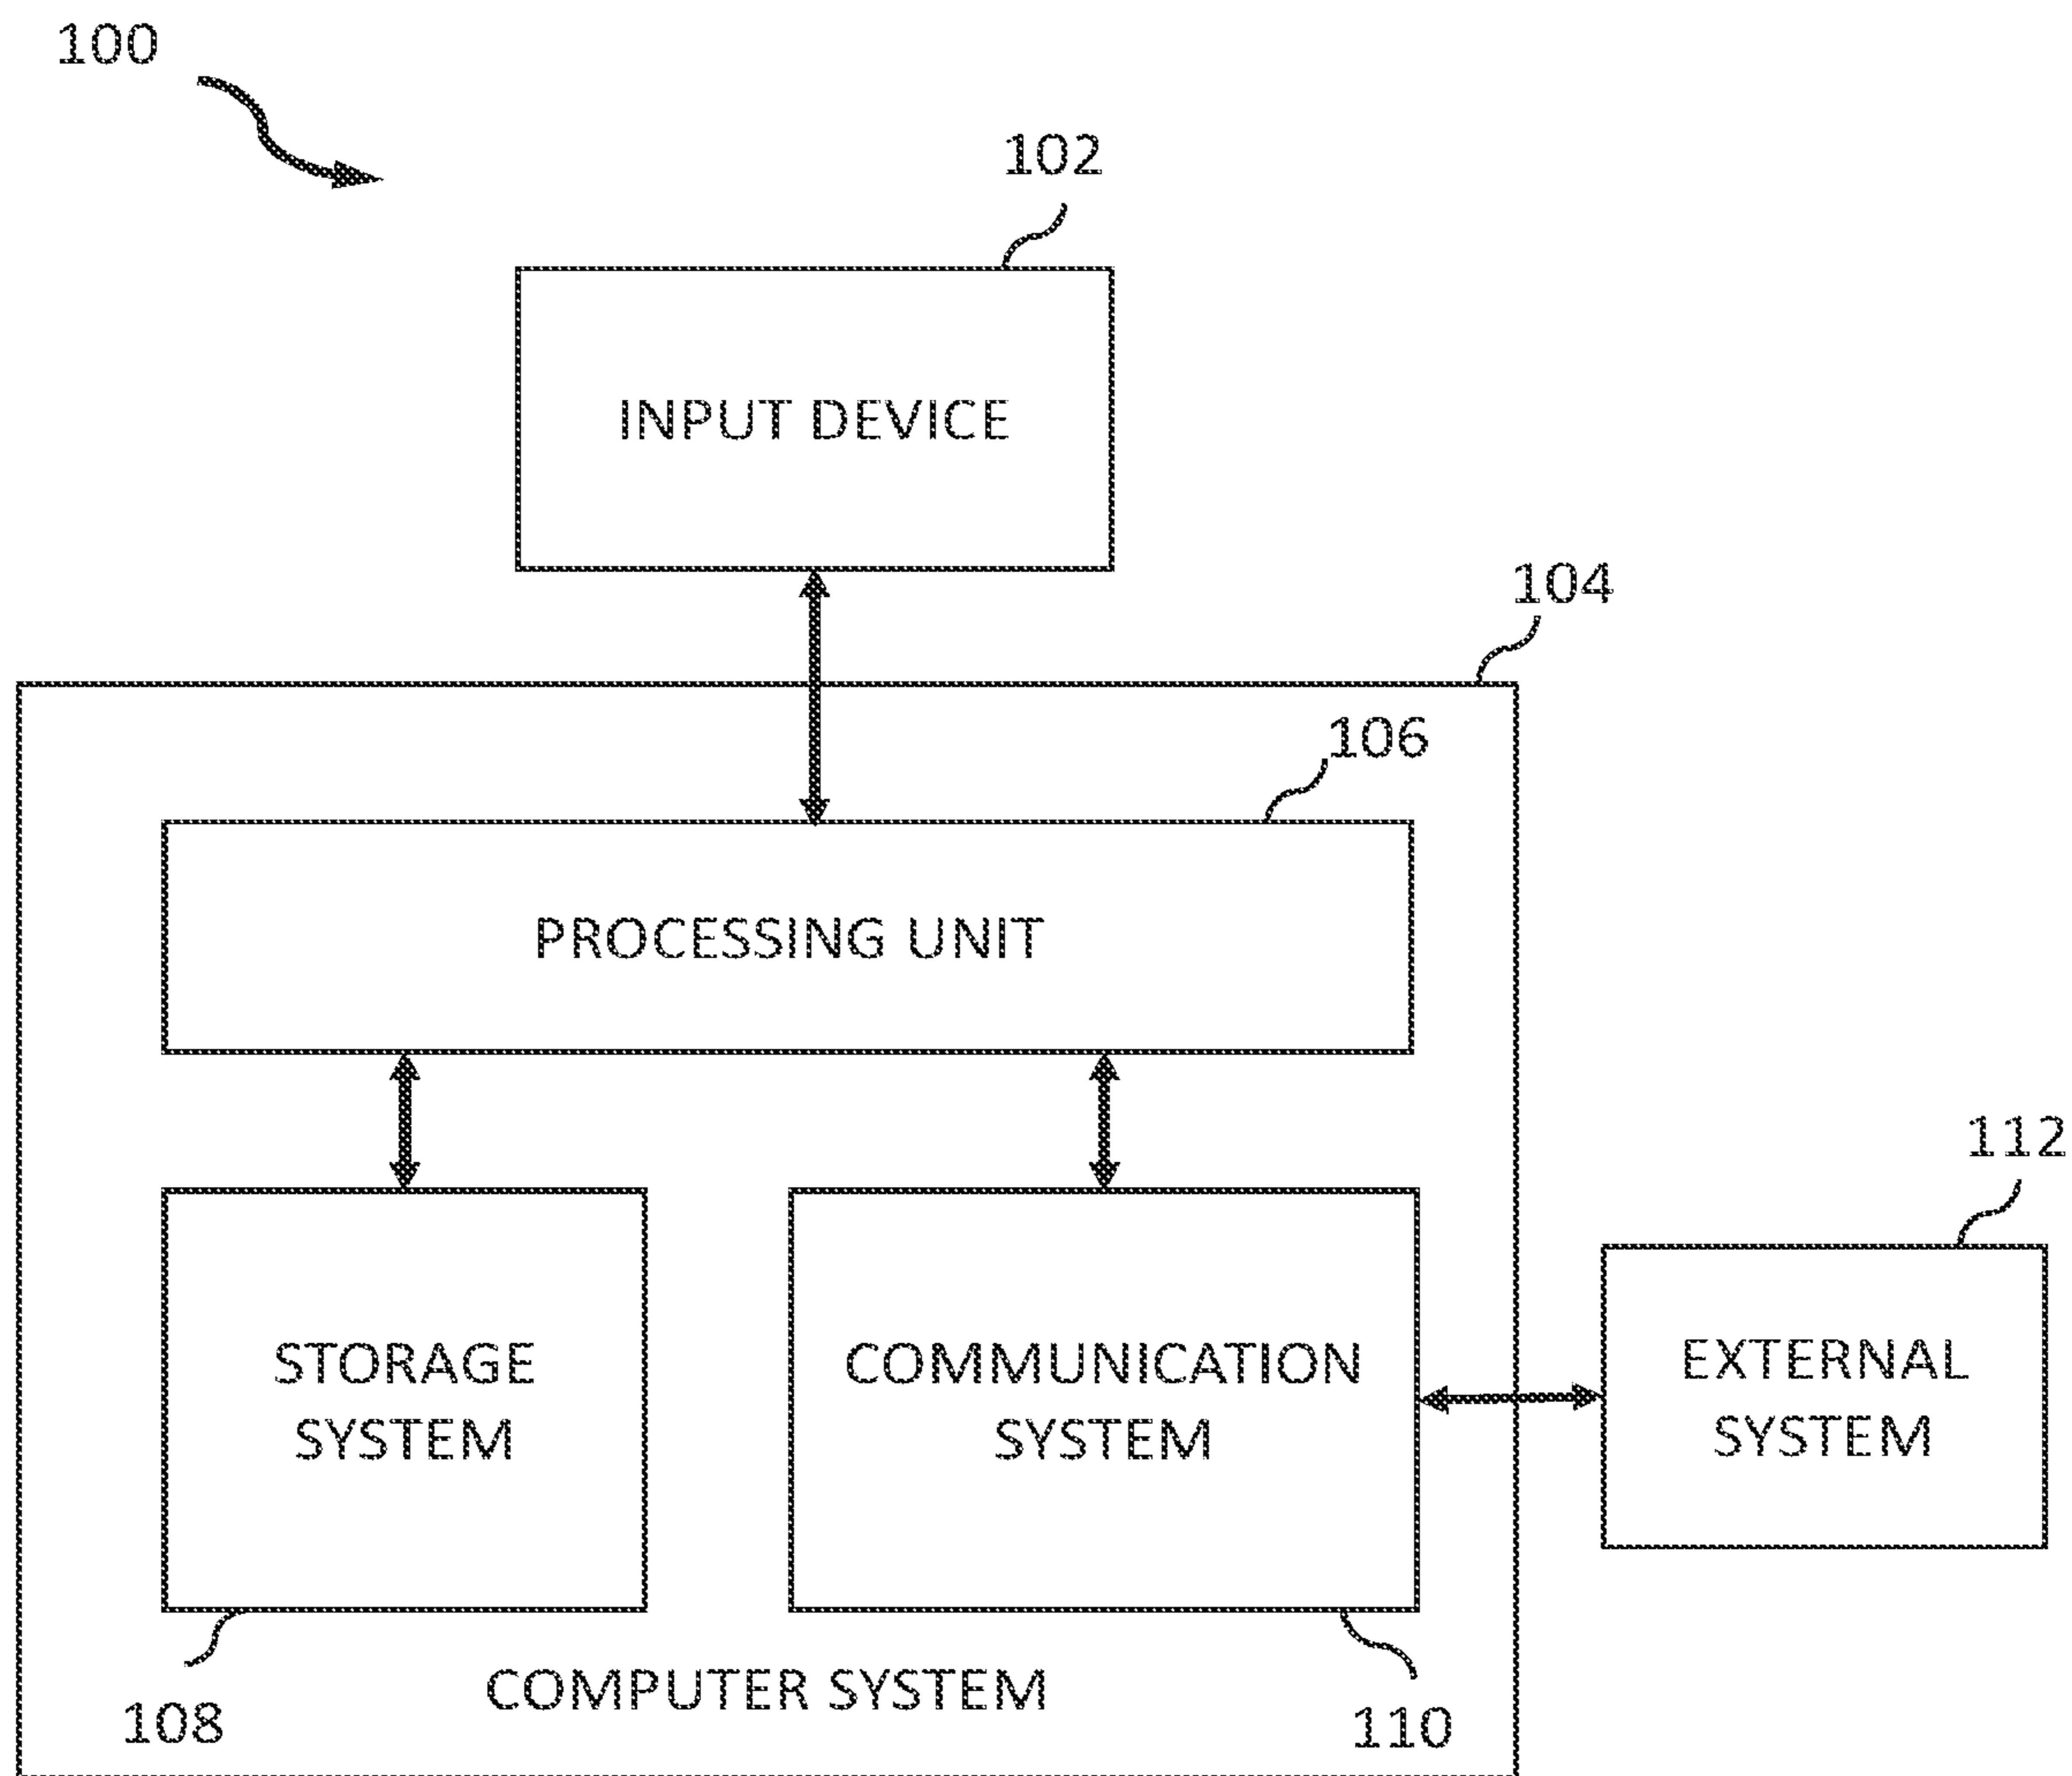 100
102
INPUT DEVICE
104
106
PROCESSING UNIT
112
STORAGE
SYSTEM
COMMUNICATION
SYSTEM
EXTERNAL
SYSTEM
108
COMPUTER SYSTEM
110